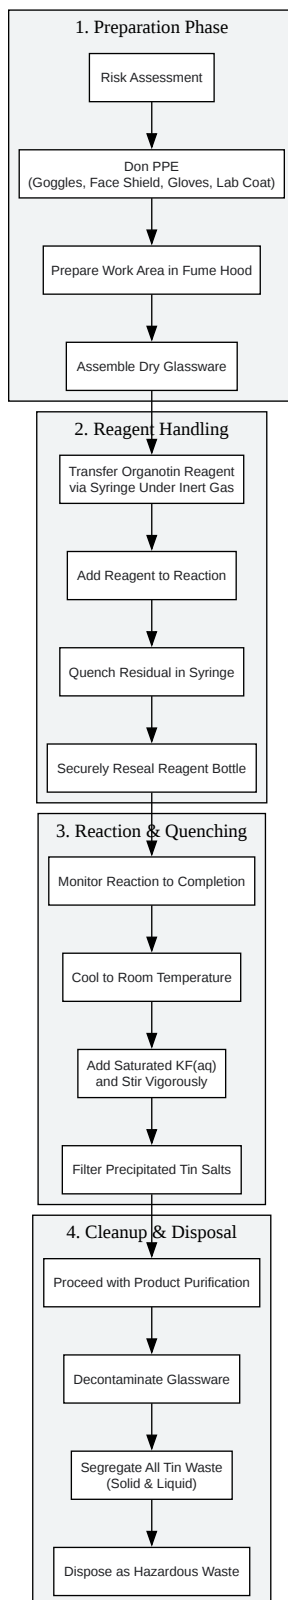 1. Preparation Phase
Risk Assessment
Don PPE
(Goggles, Face Shield, Gloves, Lab Coat)
Prepare Work Area in Fume Hood
Assemble Dry Glassware
2. Reagent Handling
Transfer Organotin Reagent
via Syringe Under Inert Gas
Add Reagent to Reaction
Quench Residual in Syringe
Securely Reseal Reagent Bottle
3. Reaction & Quenching
Monitor Reaction to Completion
Cool to Room Temperature
Add Saturated KF(aq)
and Stir Vigorously
Filter Precipitated Tin Salts
4. Cleanup & Disposal
Proceed with Product Purification
Decontaminate Glassware
Segregate All Tin Waste
(Solid & Liquid)
Dispose as Hazardous Waste